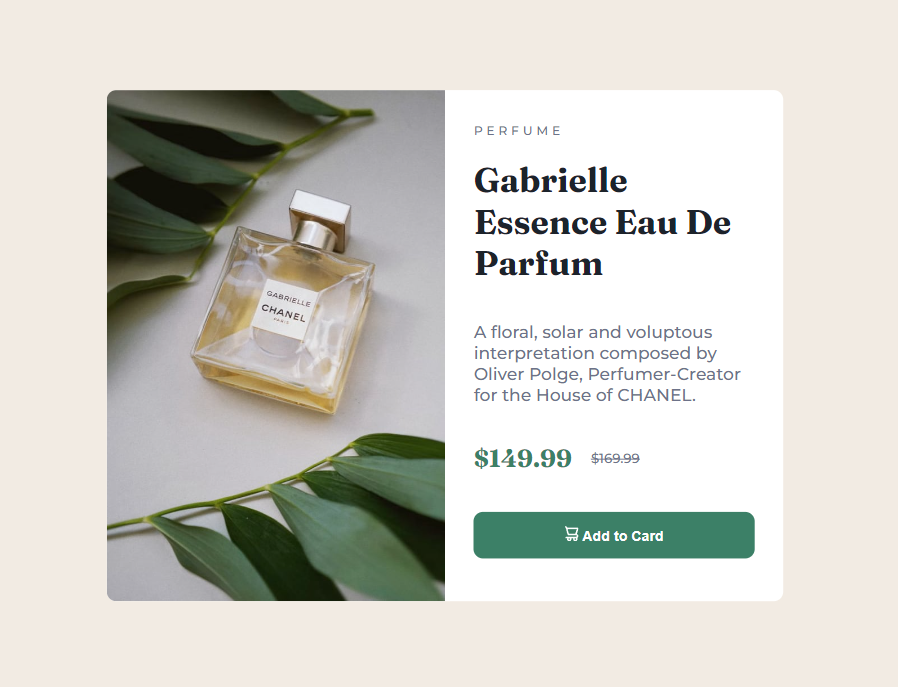 GABRIELLE
CHANEL
PARIS
PERFUME
Gabrielle
Essence Eau De
Parfum
A floral, solar and voluptous
interpretation composed by
Oliver Polge, Perfumer-Creator
for the House of CHANEL.
$149.99 $169.99
Add to Card